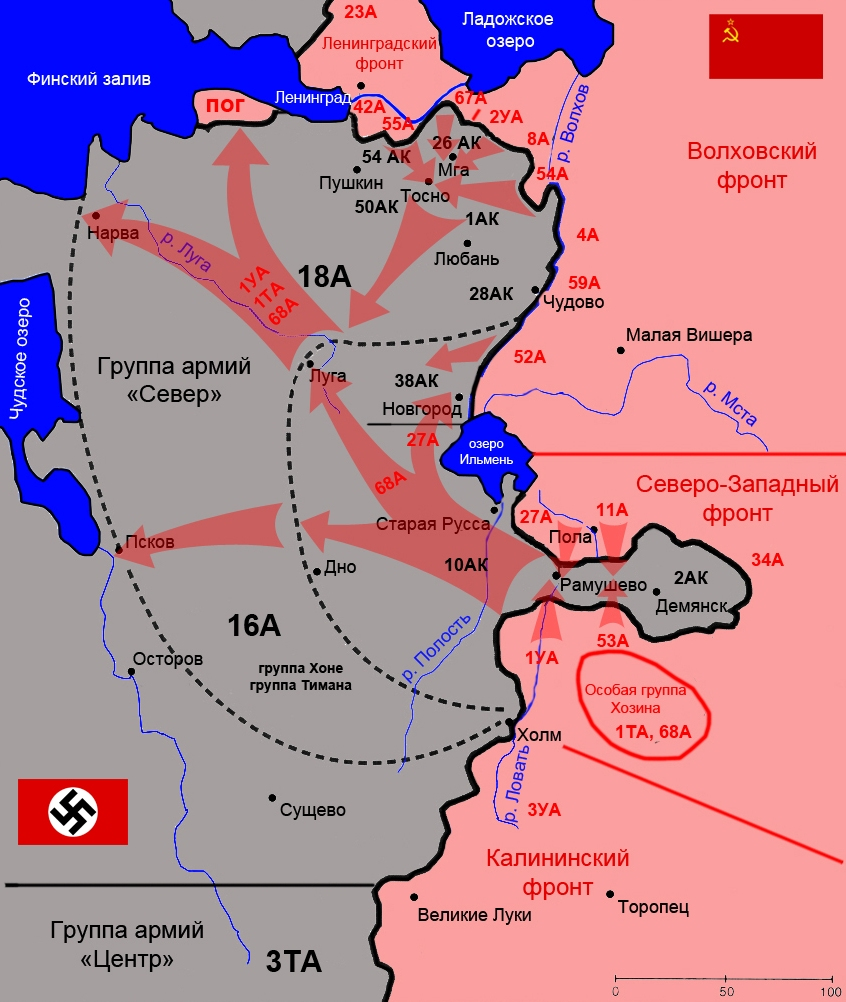 23А
Ленинградский
фронт
Ладожское
озеро
Финский залив
Ленинград
ПОГ
42А
55А
67А
2УА
8А
р. Волхов
Волховский
фронт
26 АК
54 АК
Мга
Пушкин
Тосно
54А
50АК
1АК
4А
Нарва
р. Луга
Любань
18А
1УА
1ТА
68А
28АК
59А
Чудово
Чудское озеро
Малая Вишера
52А
Группа армий
«Север»
Луга
38АК
Новгород
р. Мста
27А
озеро
Ильмень
68А
Северо-Западный
фронт
Старая Русса
27А
11А
Пола
Псков
34А
10АК
Дно
Рамушево
2АК
Демянск
16А
р. Полость
53А
1УА
Осторов
группа Хоне
группа Тимана
Особая группа
Хозина
1ТА, 68А
Холм
р. Ловать
Сущево
3УА
Калининский
фронт
Великие Луки
Торопец
Группа армий
«Центр»
3ТА
0 50 100